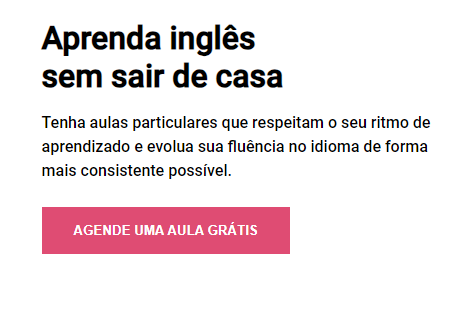 Aprenda inglês
sem sair de casa
Tenha aulas particulares que respeitam o seu ritmo de
aprendizado e evolua sua fluência no idioma de forma
mais consistente possível.
AGENDE UMA AULA GRÁTIS